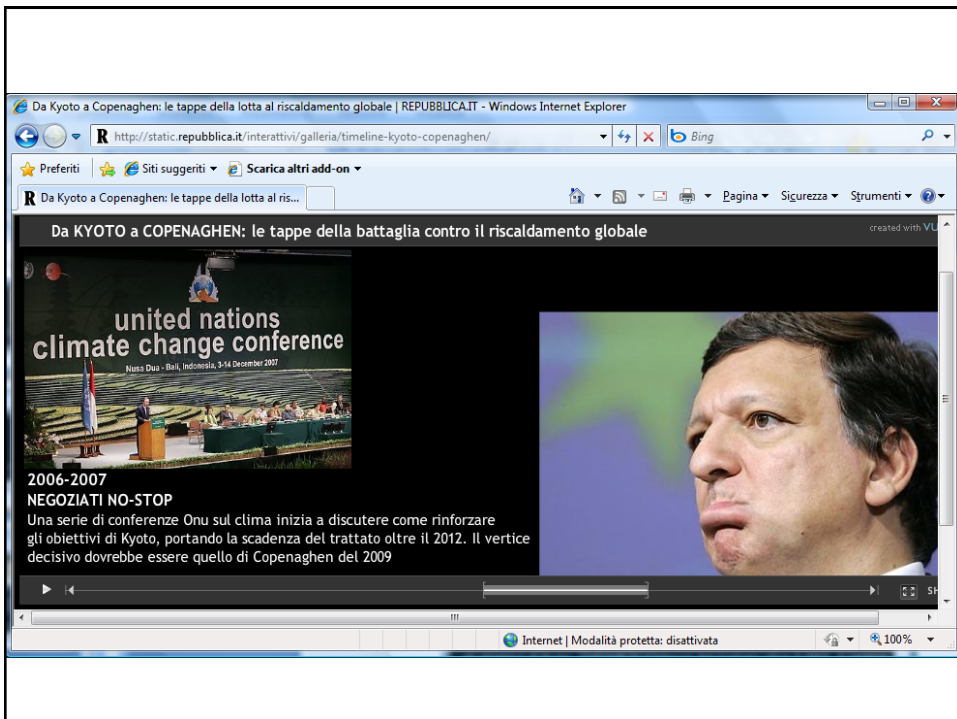 Da Kyoto a Copenaghen: le tappe della lotta al riscaldamento globale | REPUBBLICA.IT - Windows Internet Explorer
R http://static.repubblica.it/interattivi/galleria/timeline-kyoto-copenaghen/
Bing
Preferiti
Siti suggeriti
Scarica altri add-on
R Da Kyoto a Copenaghen: le tappe della lotta al ris...
Pagina
Sicurezza
Strumenti
Da KYOTO a COPENAGHEN: le tappe della battaglia contro il riscaldamento globale
created with VU
united nations
climate change conference
Nusa Dua - Bali, Indonesia, 3-14 December 2007
2006-2007
NEGOZIATI NO-STOP
Una serie di conferenze Onu sul clima inizia a discutere come rinforzare
gli obiettivi di Kyoto, portando la scadenza del trattato oltre il 2012. Il vertice
decisivo dovrebbe essere quello di Copenaghen del 2009
SH
Internet | Modalità protetta: disattivata
100%